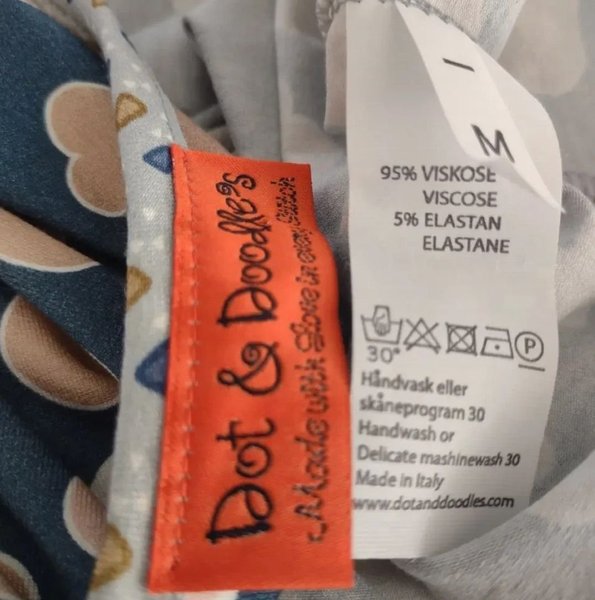 Dot & Doodle's
Made with Love in every Stitch
I
M
95% VISKOSE
VISCOSE
5% ELASTAN
ELASTANE
30°
P
Håndvask eller
skåneprogram 30
Handwash or
Delicate mashinewash 30
Made in Italy
www.dotanddoodles.com